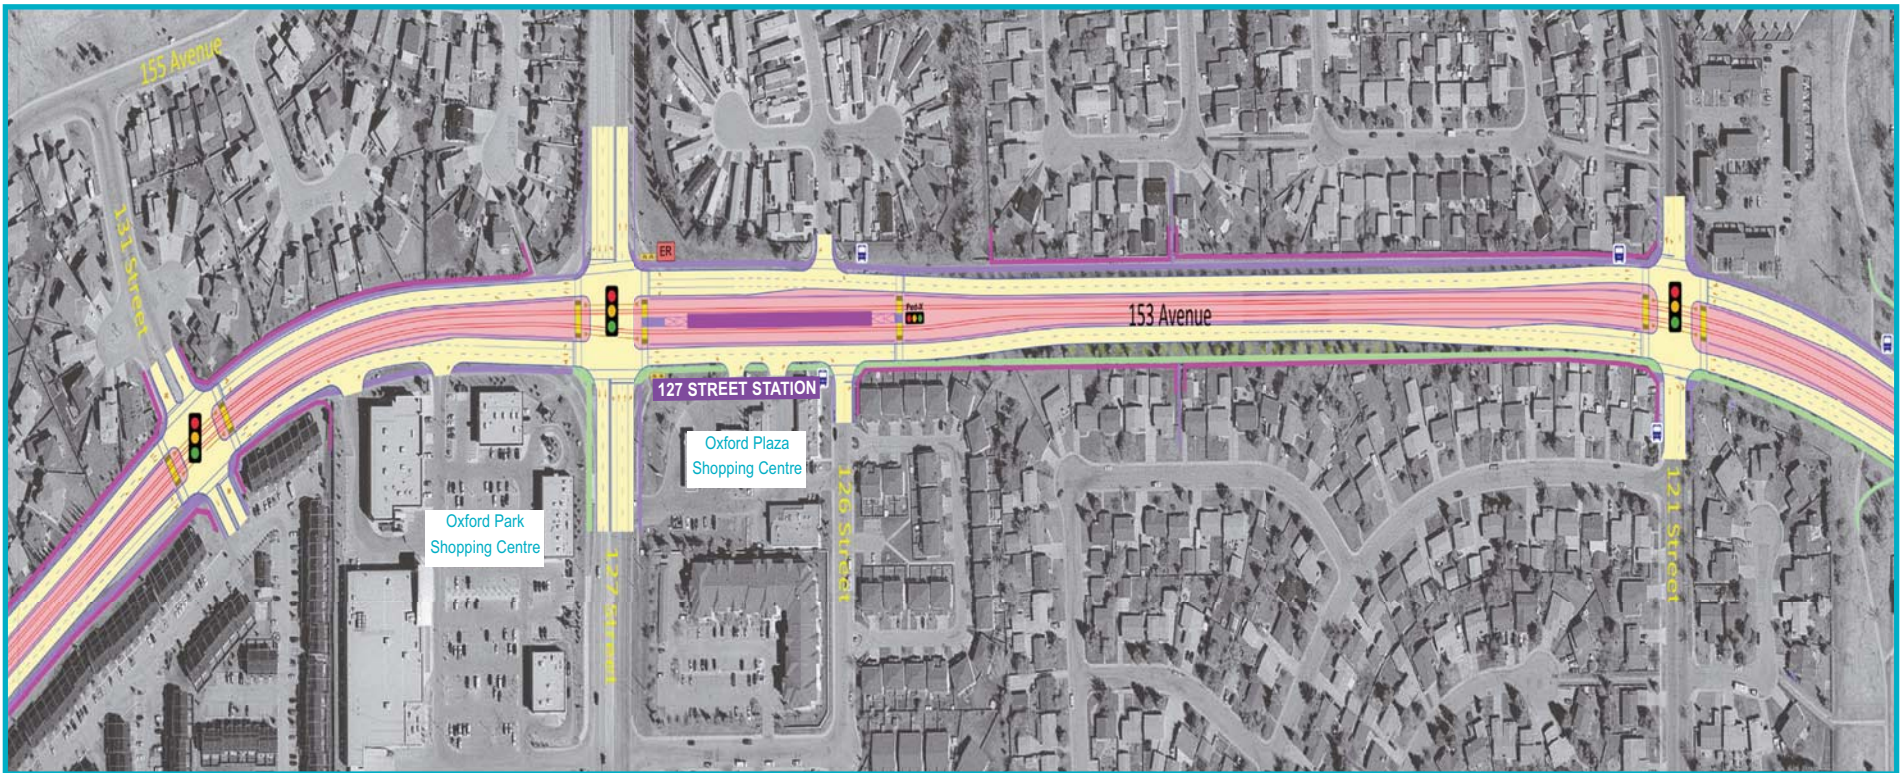 155 Avenue
131 Street
ER
Ped-X
153 Avenue
127 STREET STATION
Oxford Plaza
Shopping Centre
Oxford Park
Shopping Centre
127 Street
126 Street
121 Street